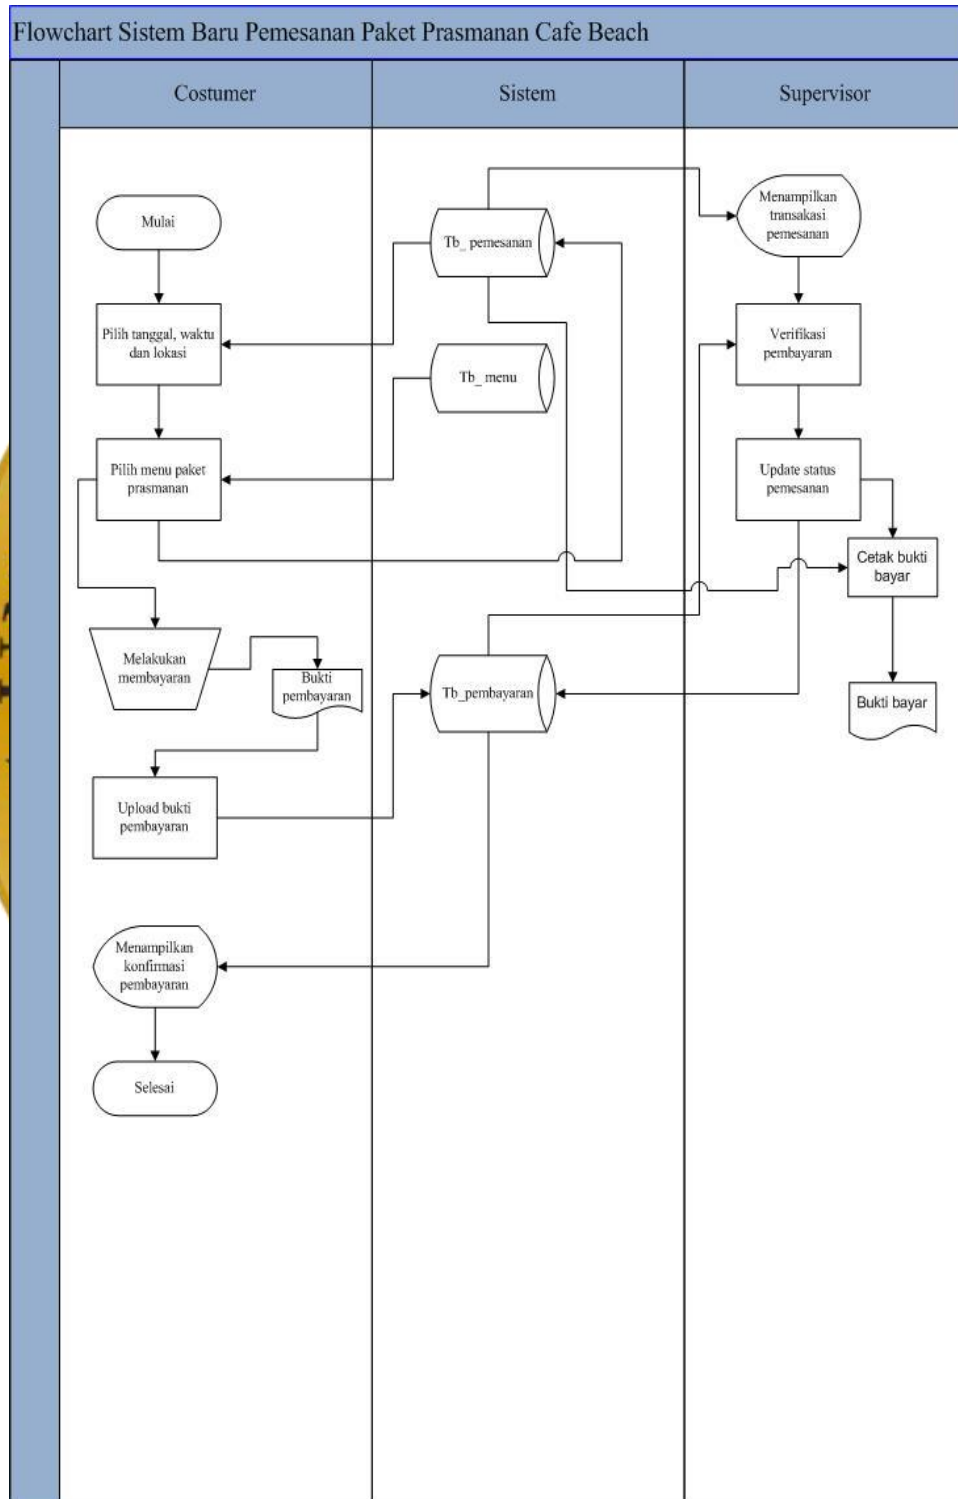 Flowchart Sistem Baru Pemesanan Paket Prasmanan Cafe Beach
Costumer
Sistem
Supervisor
Mulai
Tb_ pemesanan
Menampilkan
transakasi
pemesanan
Pilih tanggal, waktu
dan lokasi
Tb_ menu
Verifikasi
pembayaran
Pilih menu paket
prasmanan
Update status
pemesanan
Cetak bukti
bayar
Melakukan
membayaran
Bukti
pembayaran
Tb_pembayaran
Bukti bayar
Upload bukti
pembayaran
Menampilkan
konfirmasi
pembayaran
Selesai